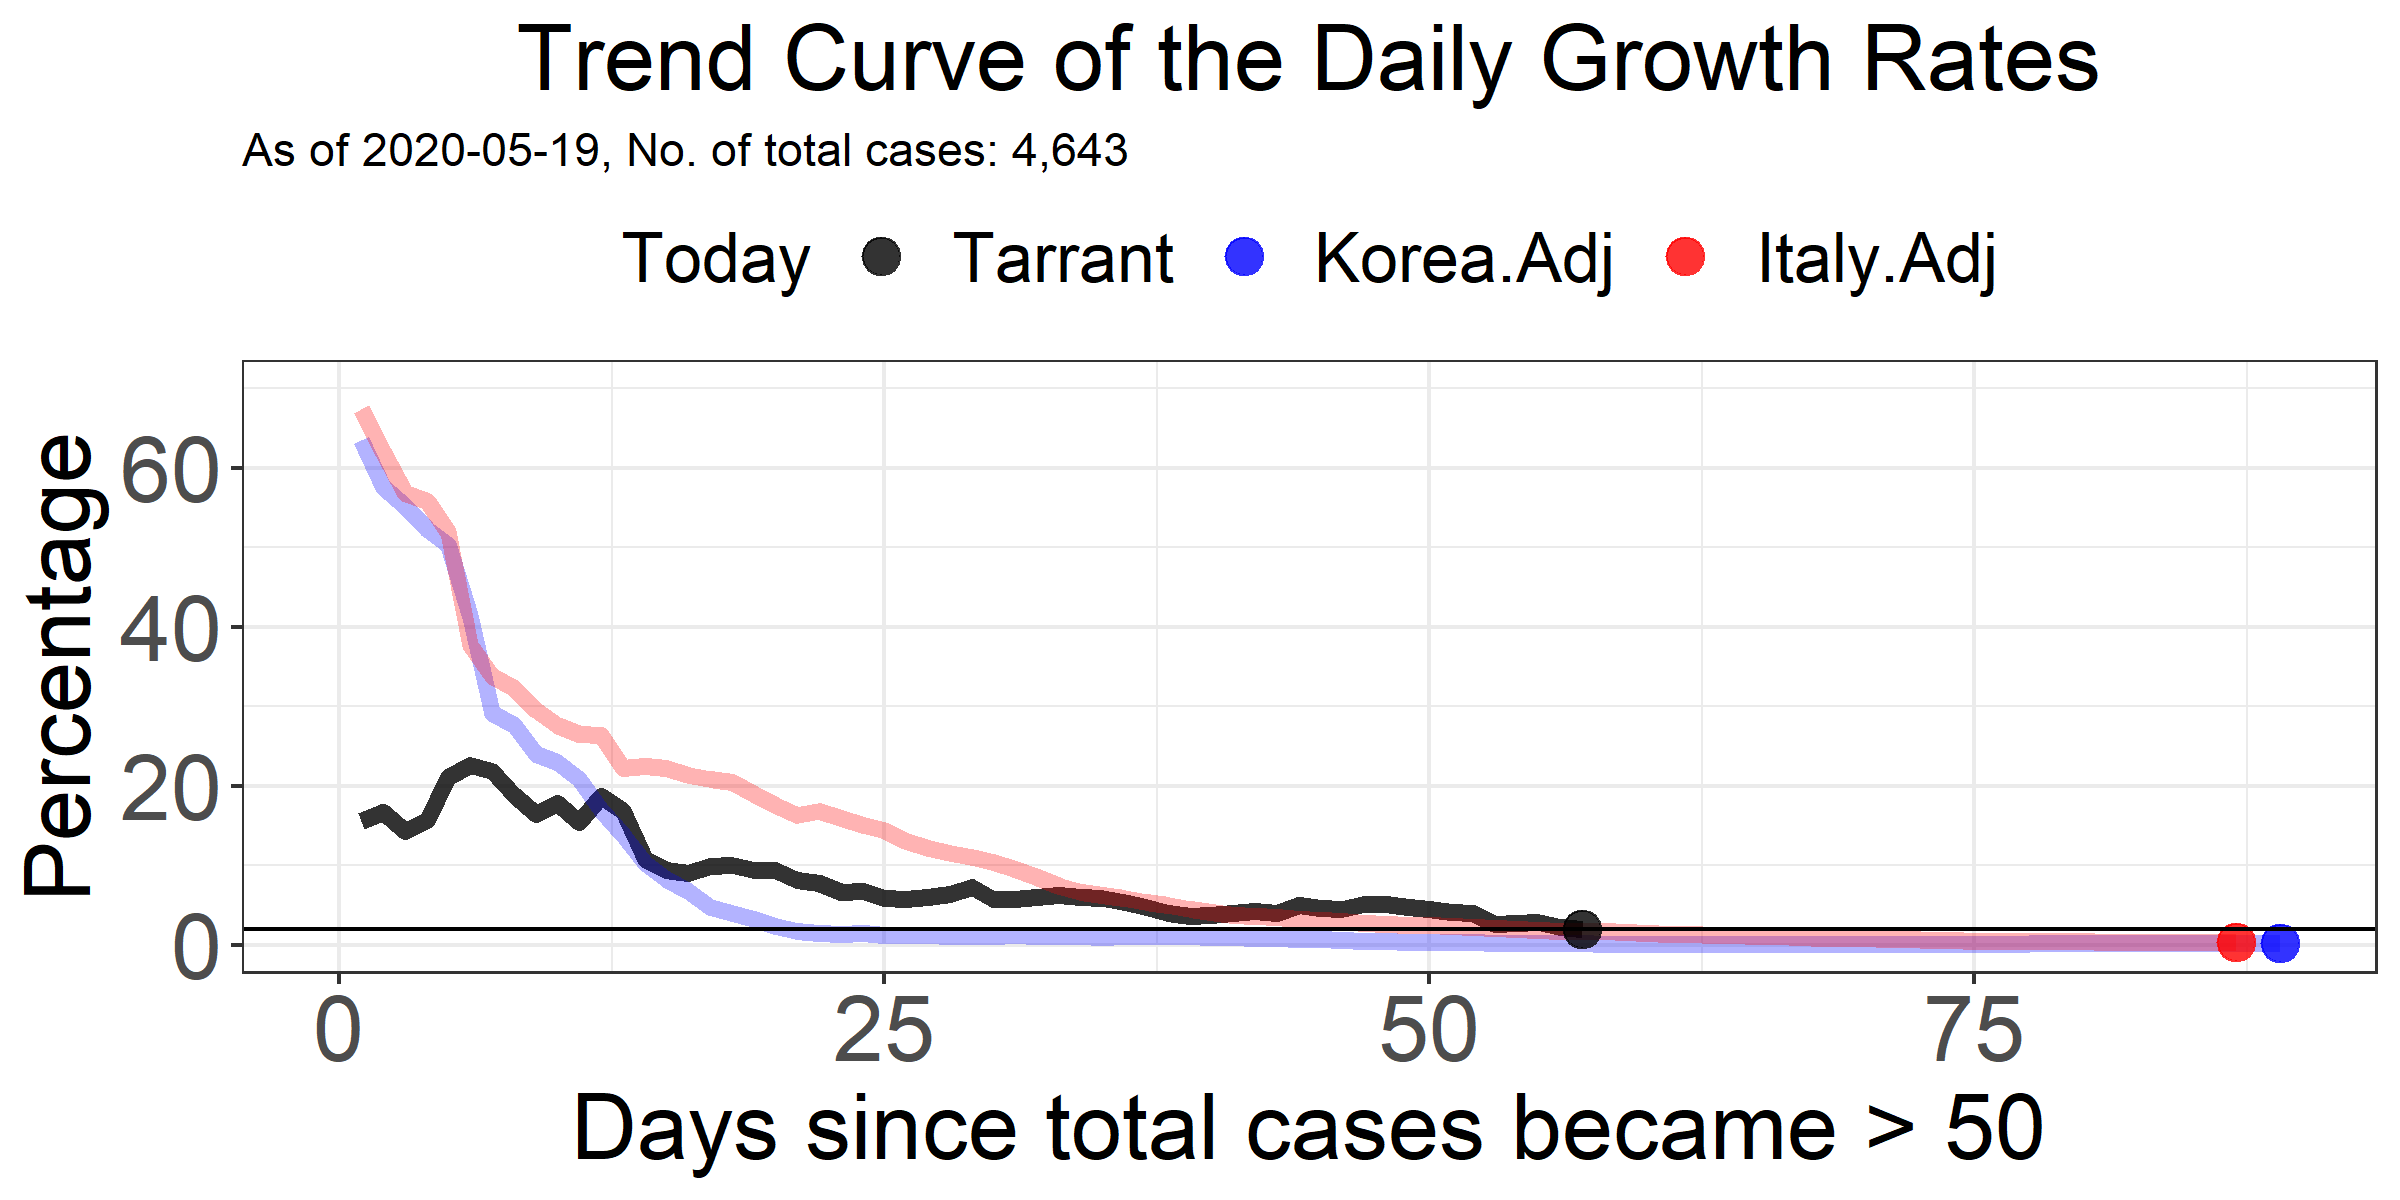 Trend Curve of the Daily Growth Rates
As of 2020-05-19, No. of total cases: 4,643
Today Tarrant Korea.Adj Italy.Adj
Percentage
60
40
20
0
0 25 50 75
Days since total cases became > 50